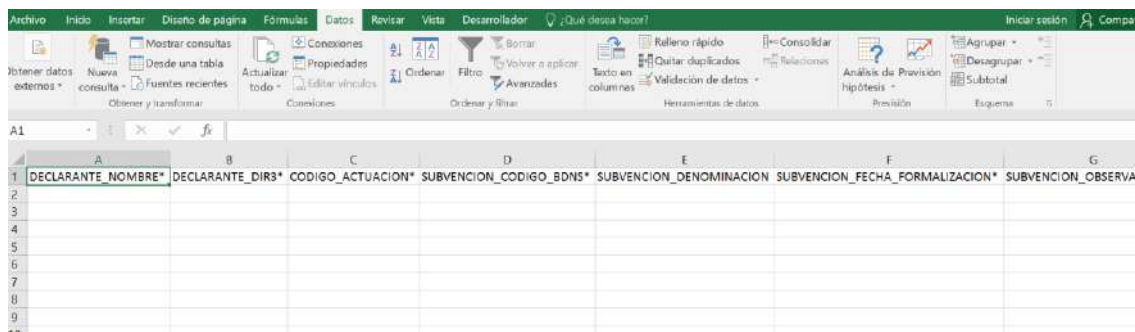 Archivo Inicio Insertar Diseño de página Fórmulas Datos Revisar Vista Desarrollador ¿Qué desea hacer? Iniciar sesión Compa
Mostrar consultas Conexiones Borrar Relleno rápido Consolidar Agrupar
Obtener datos externos Nueva consulta Desde una tabla Actualizar todo Propiedades Ordenar Filtro Volver a aplicar Texto en columnas Quitar duplicados Relaciones Análisis de hipótesis Previsión Desagrupar
Fuentes recientes Editar vínculos Avanzadas Validación de datos Subtotal
Obtener y transformar Conexiones Ordenar y filtrar Herramientas de datos Previsión Esquema
A1 fx
A B C D E F G
1 DECLARANTE_NOMBRE* DECLARANTE_DIR3* CODIGO_ACTUACION* SUBVENCION_CODIGO_BDNS* SUBVENCION_DENOMINACION SUBVENCION_FECHA_FORMALIZACION* SUBVENCION_OBSERVA
2
3
4
5
6
7
8
9